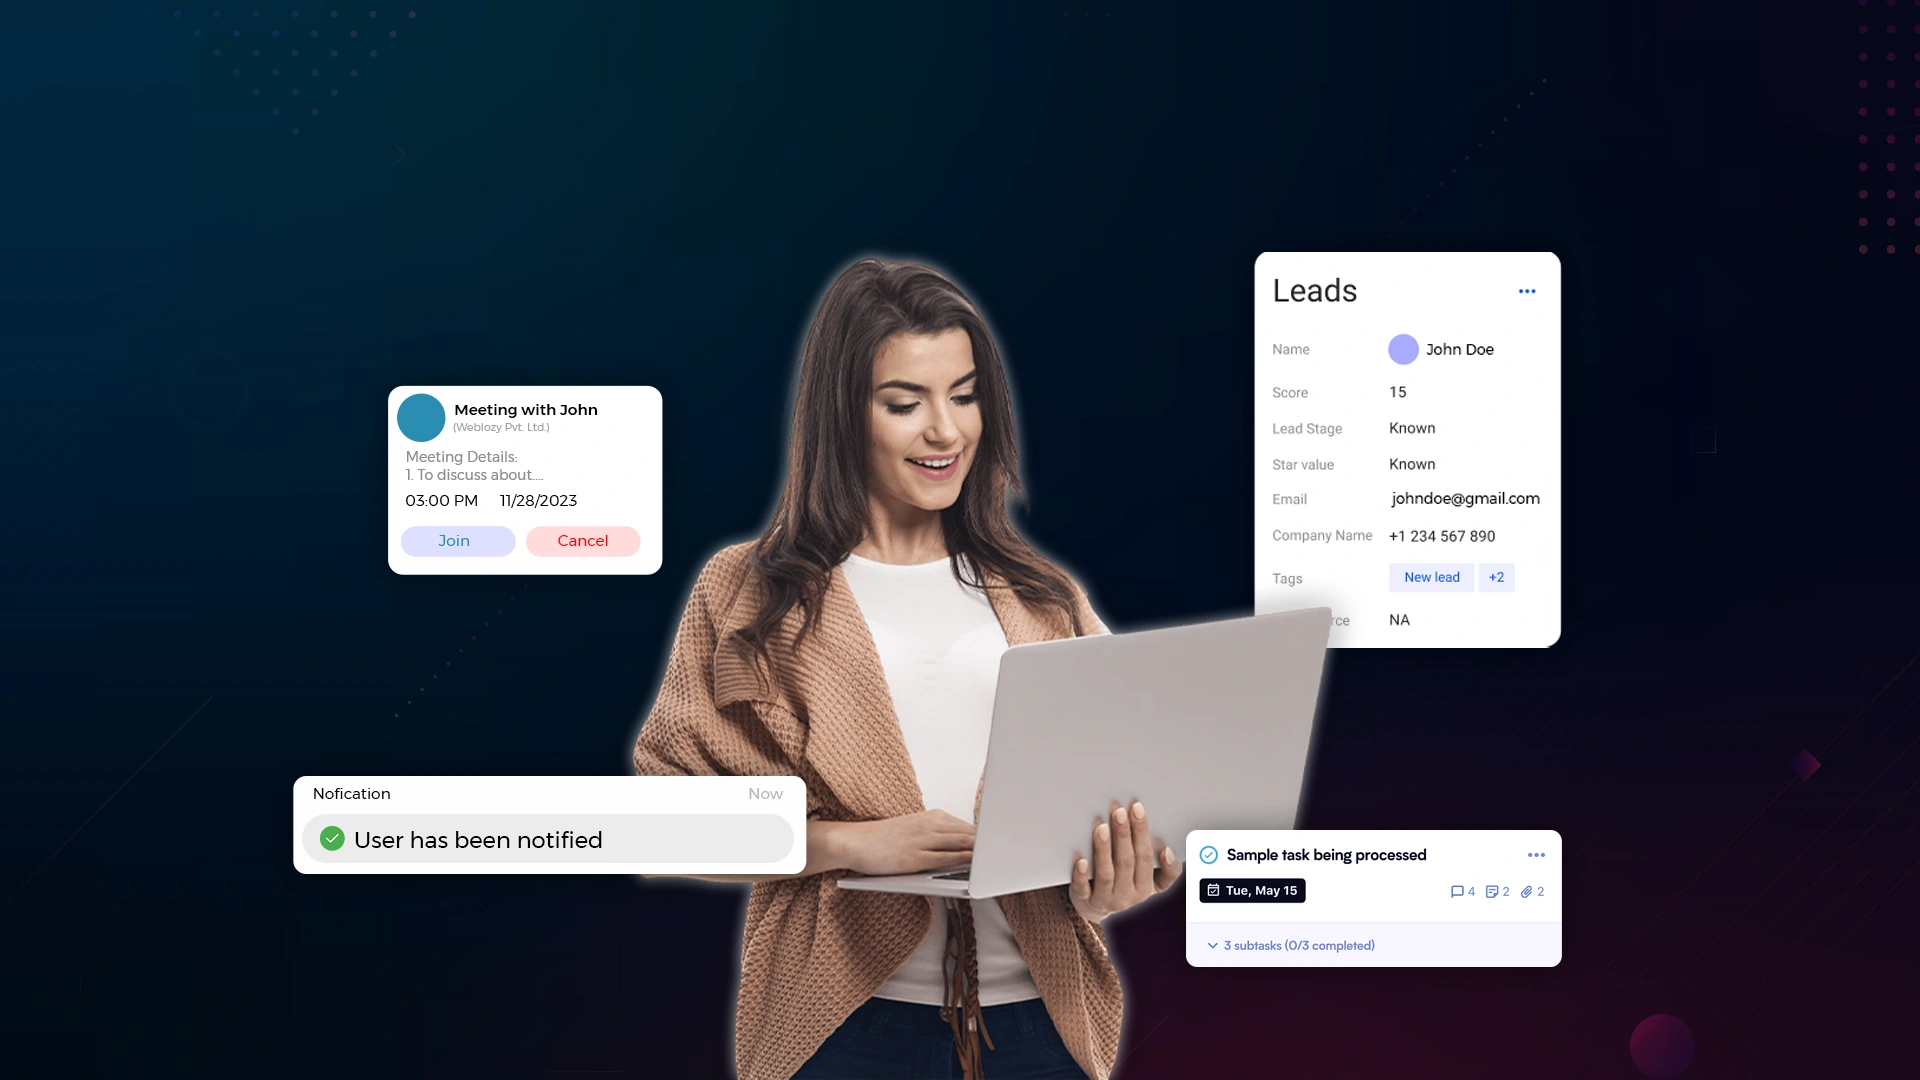 Meeting with John
(Weblozy Pvt. Ltd.)
Meeting Details:
1. To discuss about....
03:00 PM 11/28/2023
Join Cancel
Leads
Name John Doe
Score 15
Lead Stage Known
Star value Known
Email johndoe@gmail.com
Company Name +1 234 567 890
Tags New lead +2
NA
Nofication Now
User has been notified
Sample task being processed
Tue, May 15 4 2 2
3 subtasks (0/3 completed)